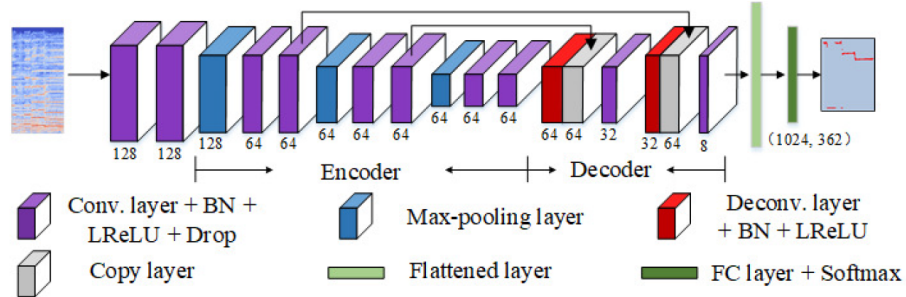 128 128 128 64 64 64 64 64 64 64 64 64 64 32 32 64 8 (1024, 362)
Encoder Decoder
Conv. layer + BN +
LReLU + Drop
Max-pooling layer
Deconv. layer
+ BN + LReLU
Copy layer
Flattened layer
FC layer + Softmax